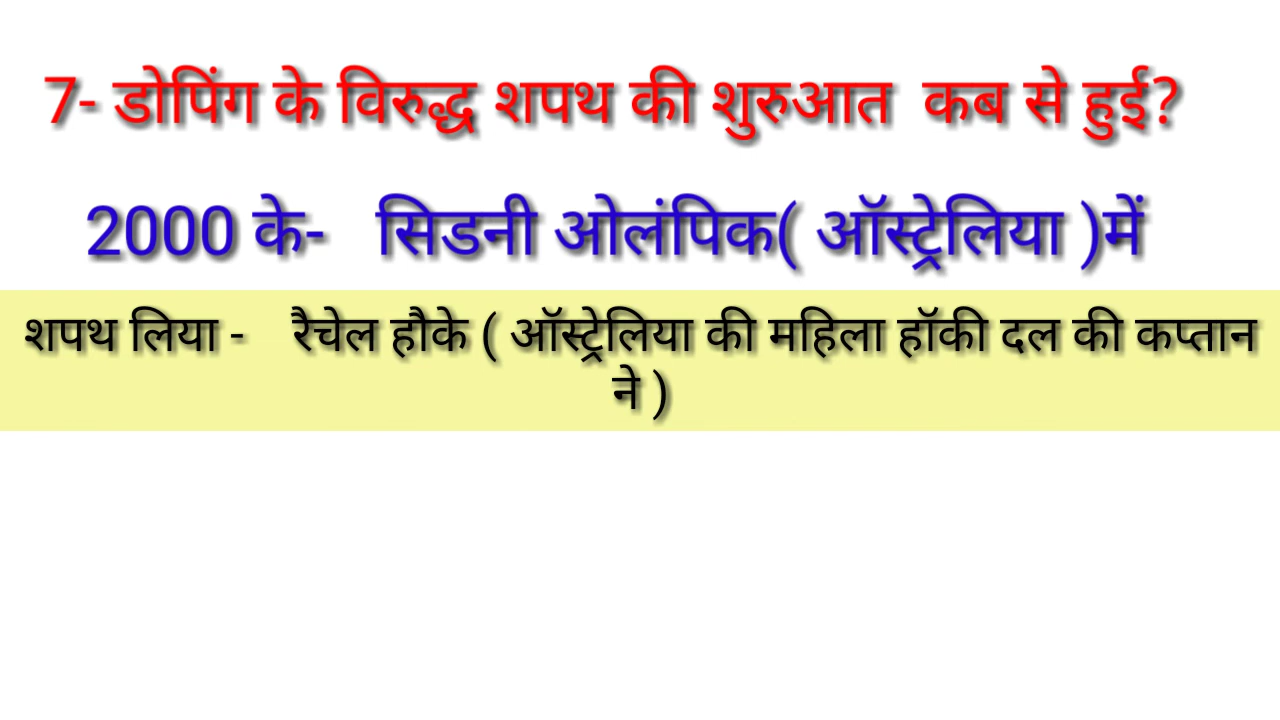 7- डोपिंग के विरुद्ध शपथ की शुरुआत कब से हुई?
2000 के- सिडनी ओलंपिक( ऑस्ट्रेलिया )में
शपथ लिया - रैचेल हौके ( ऑस्ट्रेलिया की महिला हॉकी दल की कप्तान
ने )